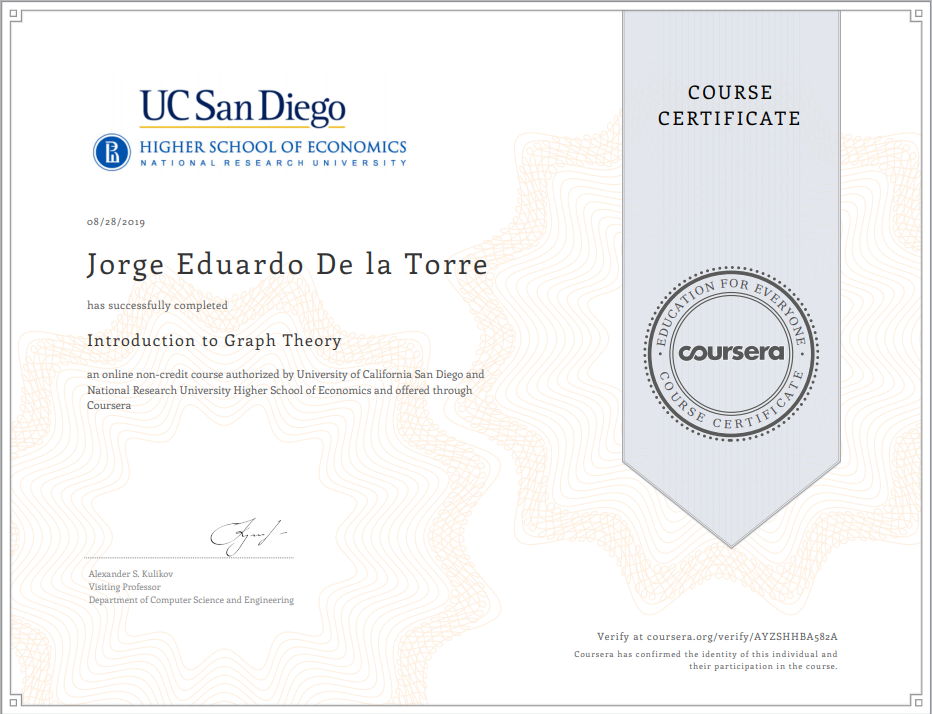 UC San Diego
HIGHER SCHOOL OF ECONOMICS
NATIONAL RESEARCH UNIVERSITY
COURSE
CERTIFICATE
08/28/2019
Jorge Eduardo De la Torre
has successfully completed
Introduction to Graph Theory
an online non-credit course authorized by University of California San Diego and
National Research University Higher School of Economics and offered through
Coursera
EDUCATION FOR EVERYONE
coursera
COURSE CERTIFICATE
Alexander S. Kulikov
Visiting Professor
Department of Computer Science and Engineering
Verify at coursera.org/verify/AYZSHHBA582A
Coursera has confirmed the identity of this individual and
their participation in the course.